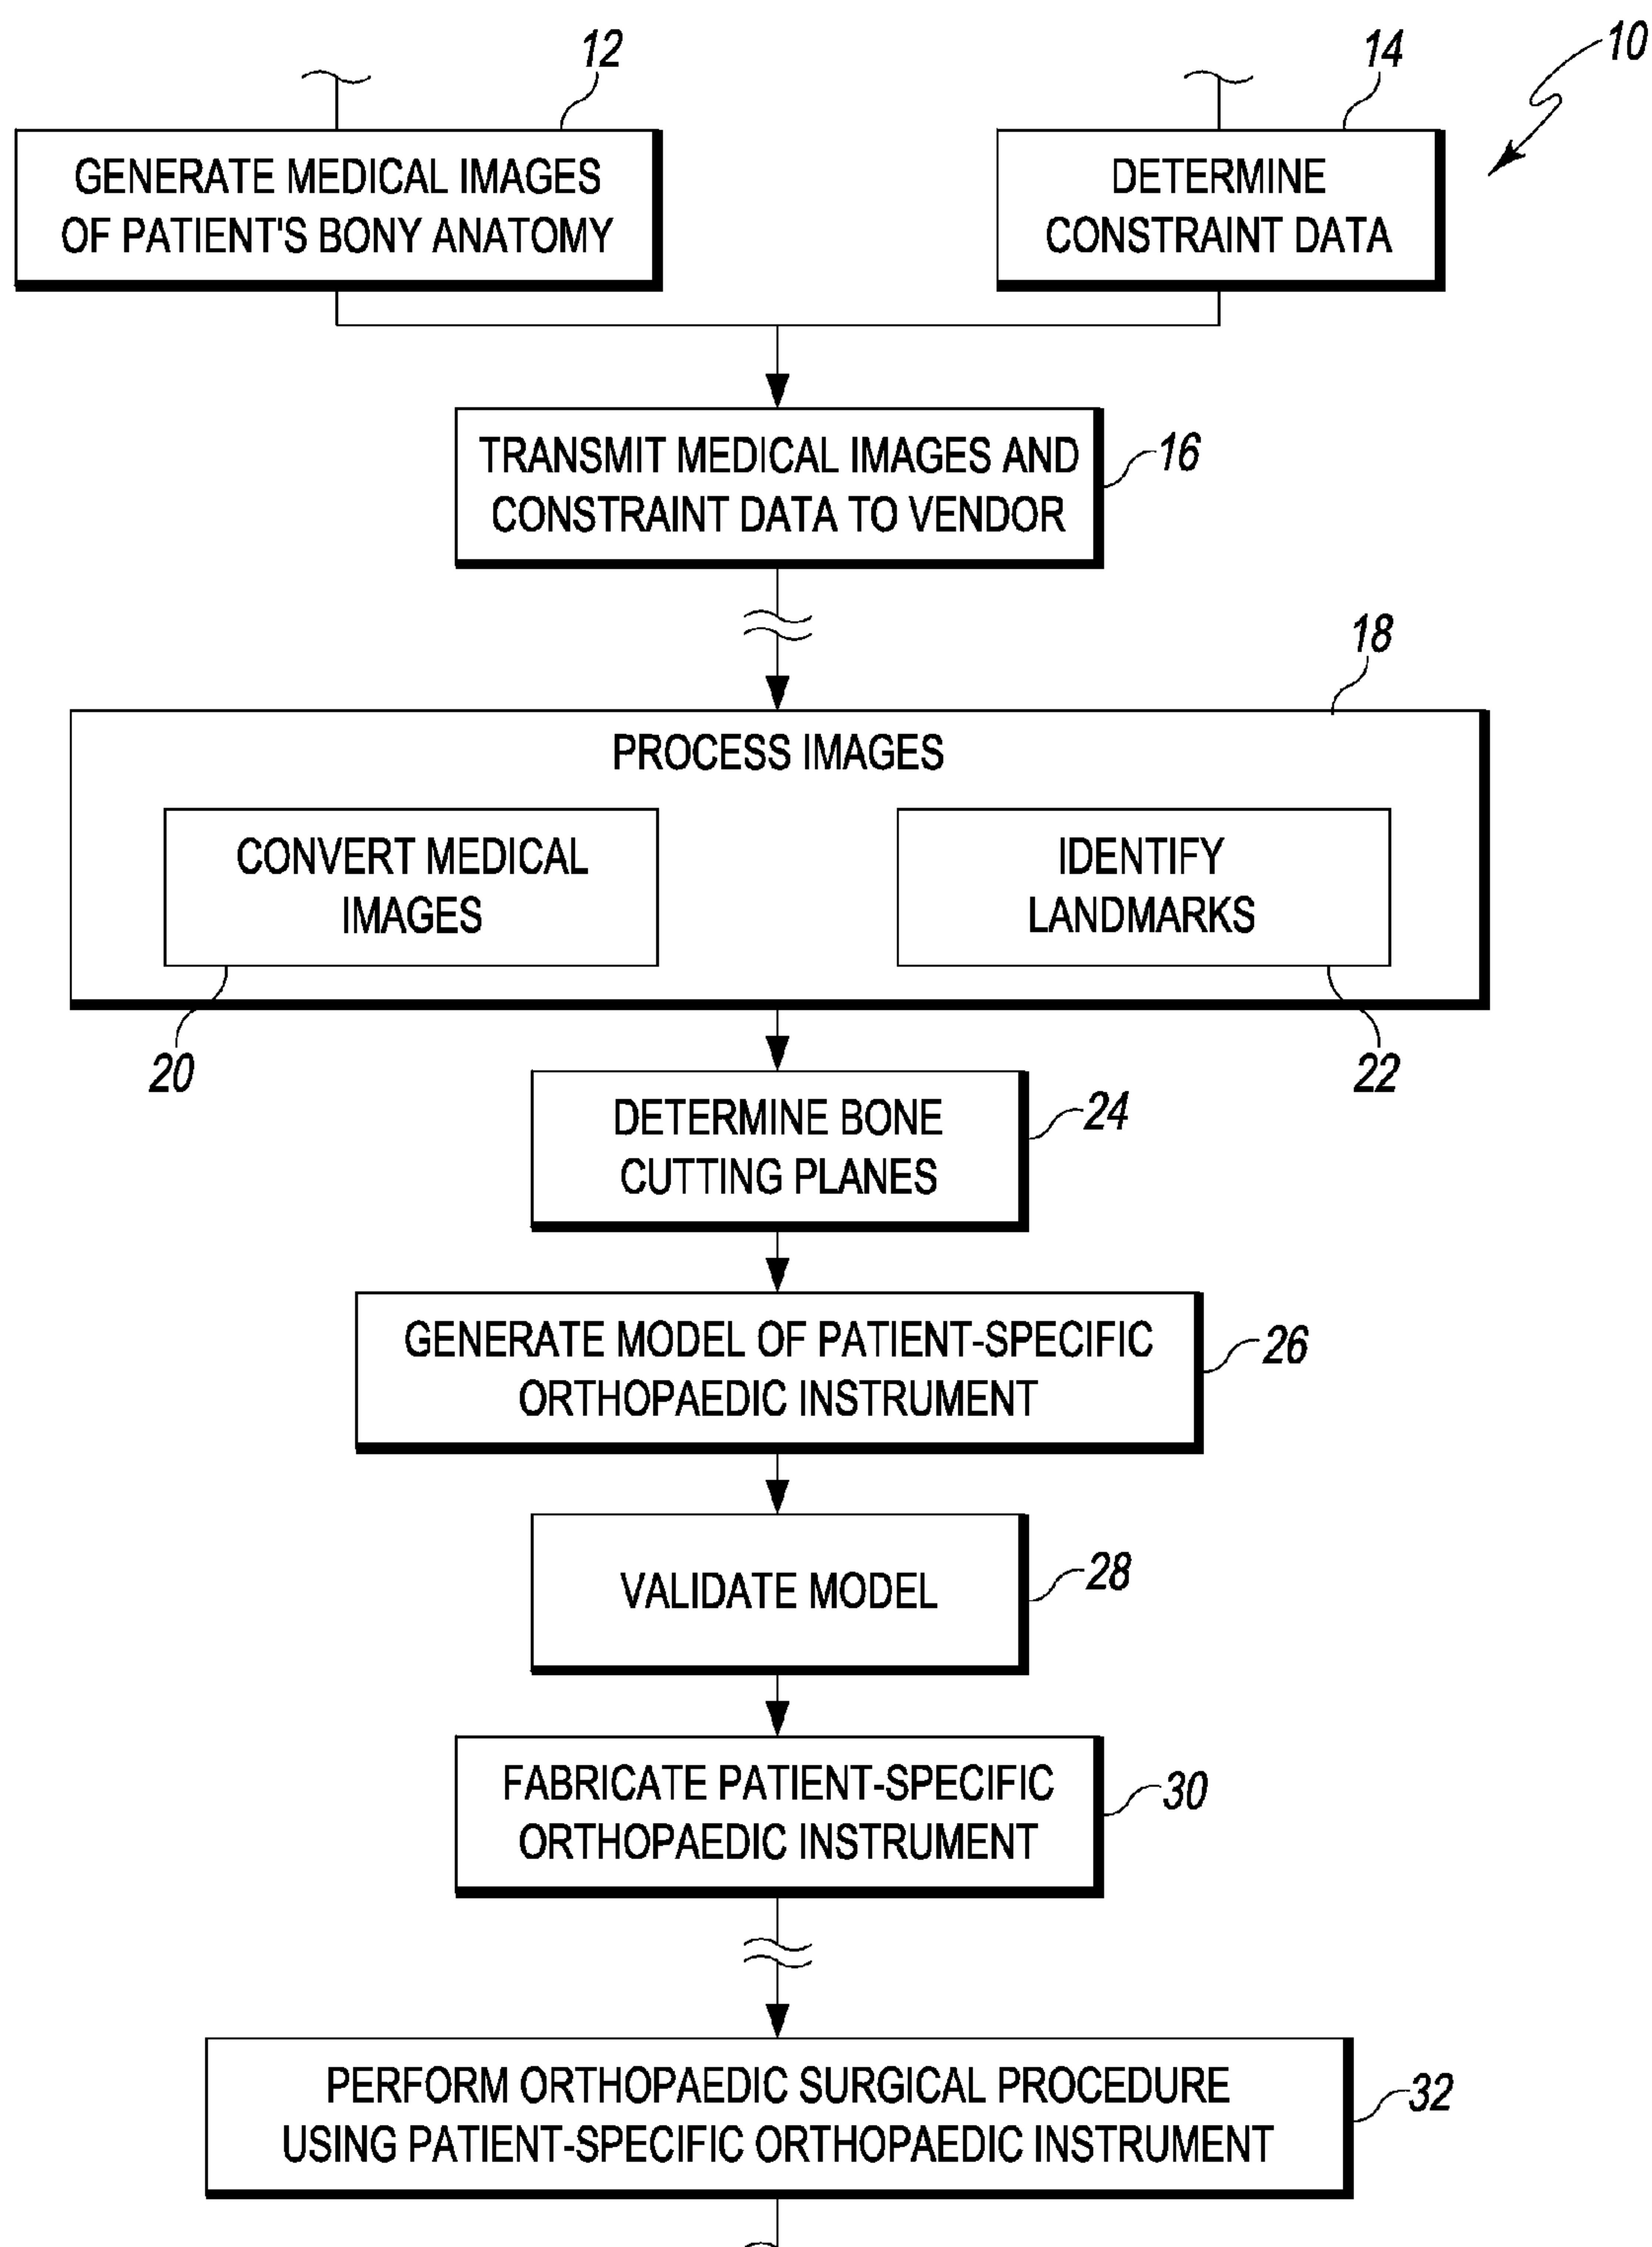 10
12
14
GENERATE MEDICAL IMAGES
OF PATIENT'S BONY ANATOMY
DETERMINE
CONSTRAINT DATA
TRANSMIT MEDICAL IMAGES AND
CONSTRAINT DATA TO VENDOR
16
18
PROCESS IMAGES
CONVERT MEDICAL
IMAGES
IDENTIFY
LANDMARKS
20
22
DETERMINE BONE
CUTTING PLANES
24
GENERATE MODEL OF PATIENT-SPECIFIC
ORTHOPAEDIC INSTRUMENT
26
VALIDATE MODEL
28
FABRICATE PATIENT-SPECIFIC
ORTHOPAEDIC INSTRUMENT
30
PERFORM ORTHOPAEDIC SURGICAL PROCEDURE
USING PATIENT-SPECIFIC ORTHOPAEDIC INSTRUMENT
32